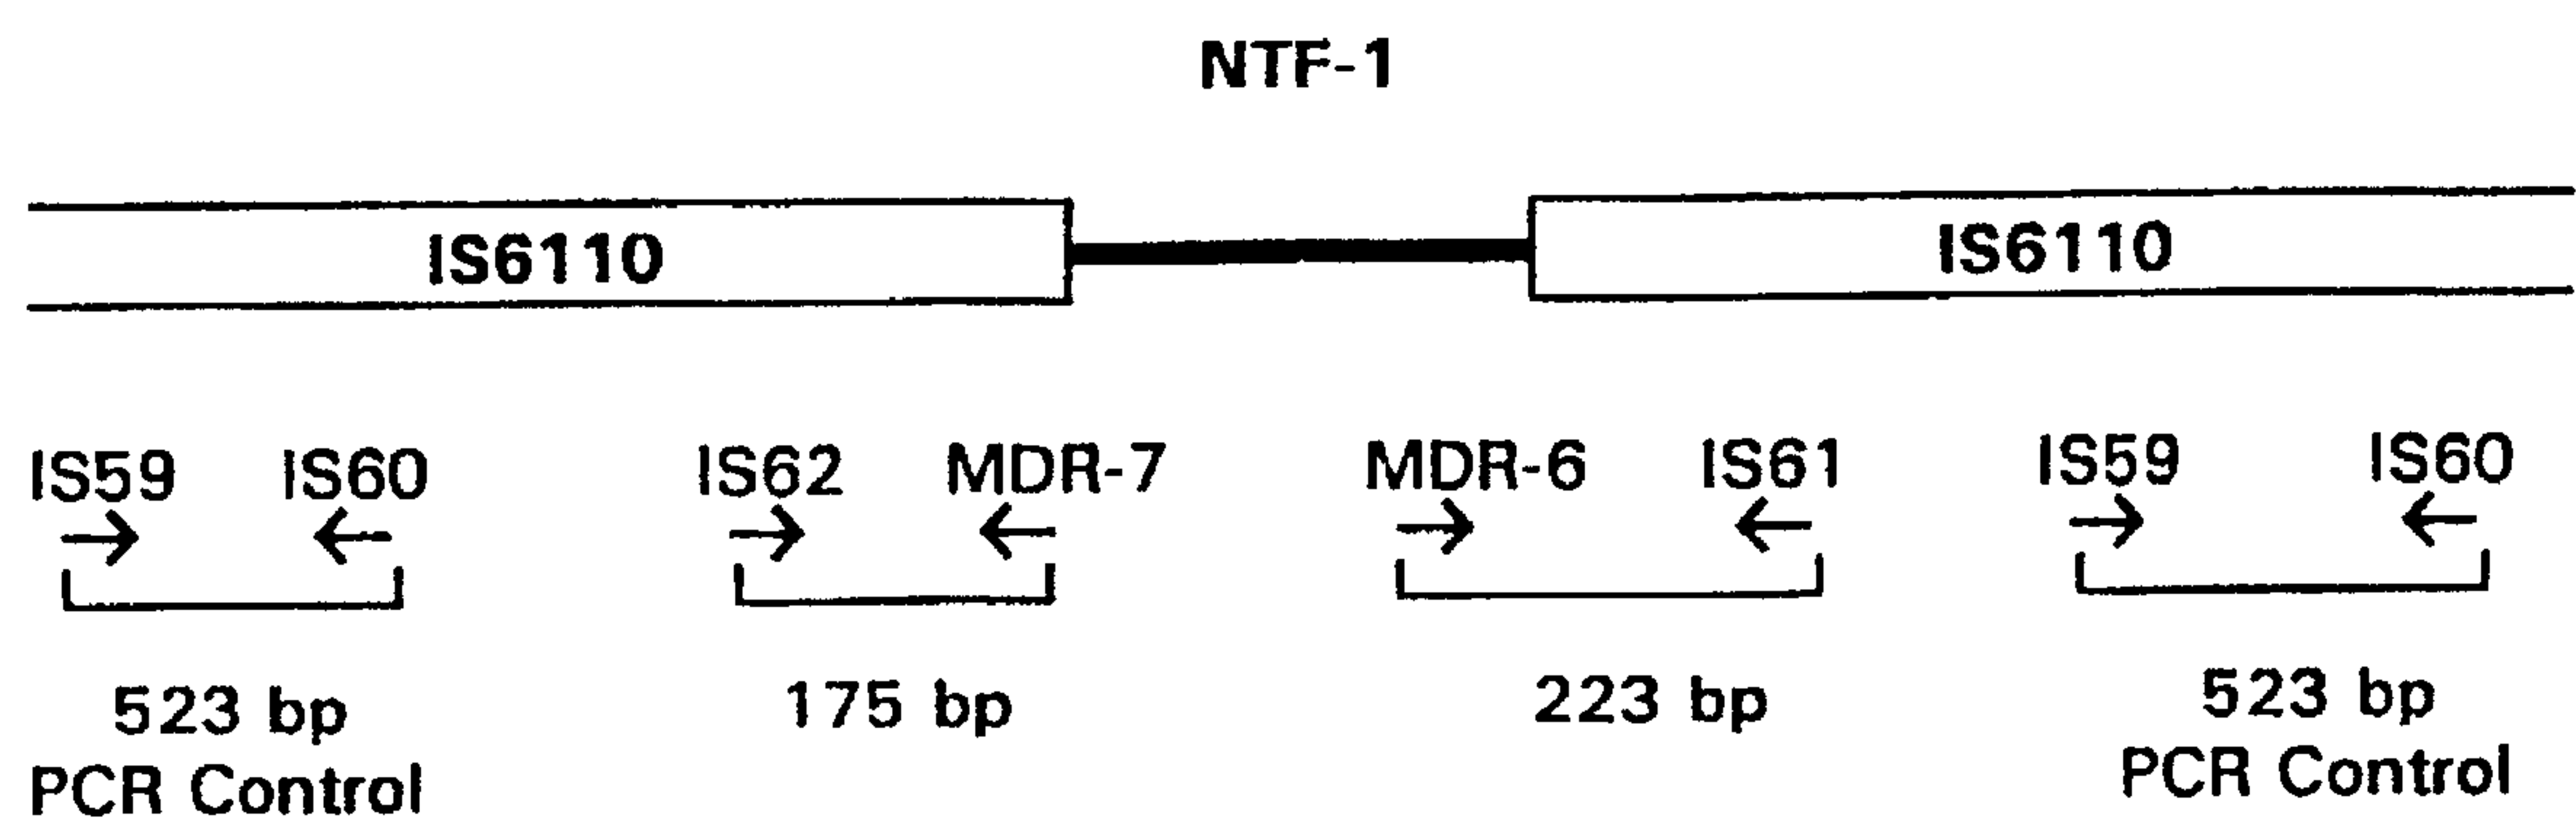 NTF-1
IS6110 IS6110
IS59 IS60 IS62 MDR-7 MDR-6 IS61 IS59 IS60
523 bp 175 bp 223 bp 523 bp
PCR Control PCR Control